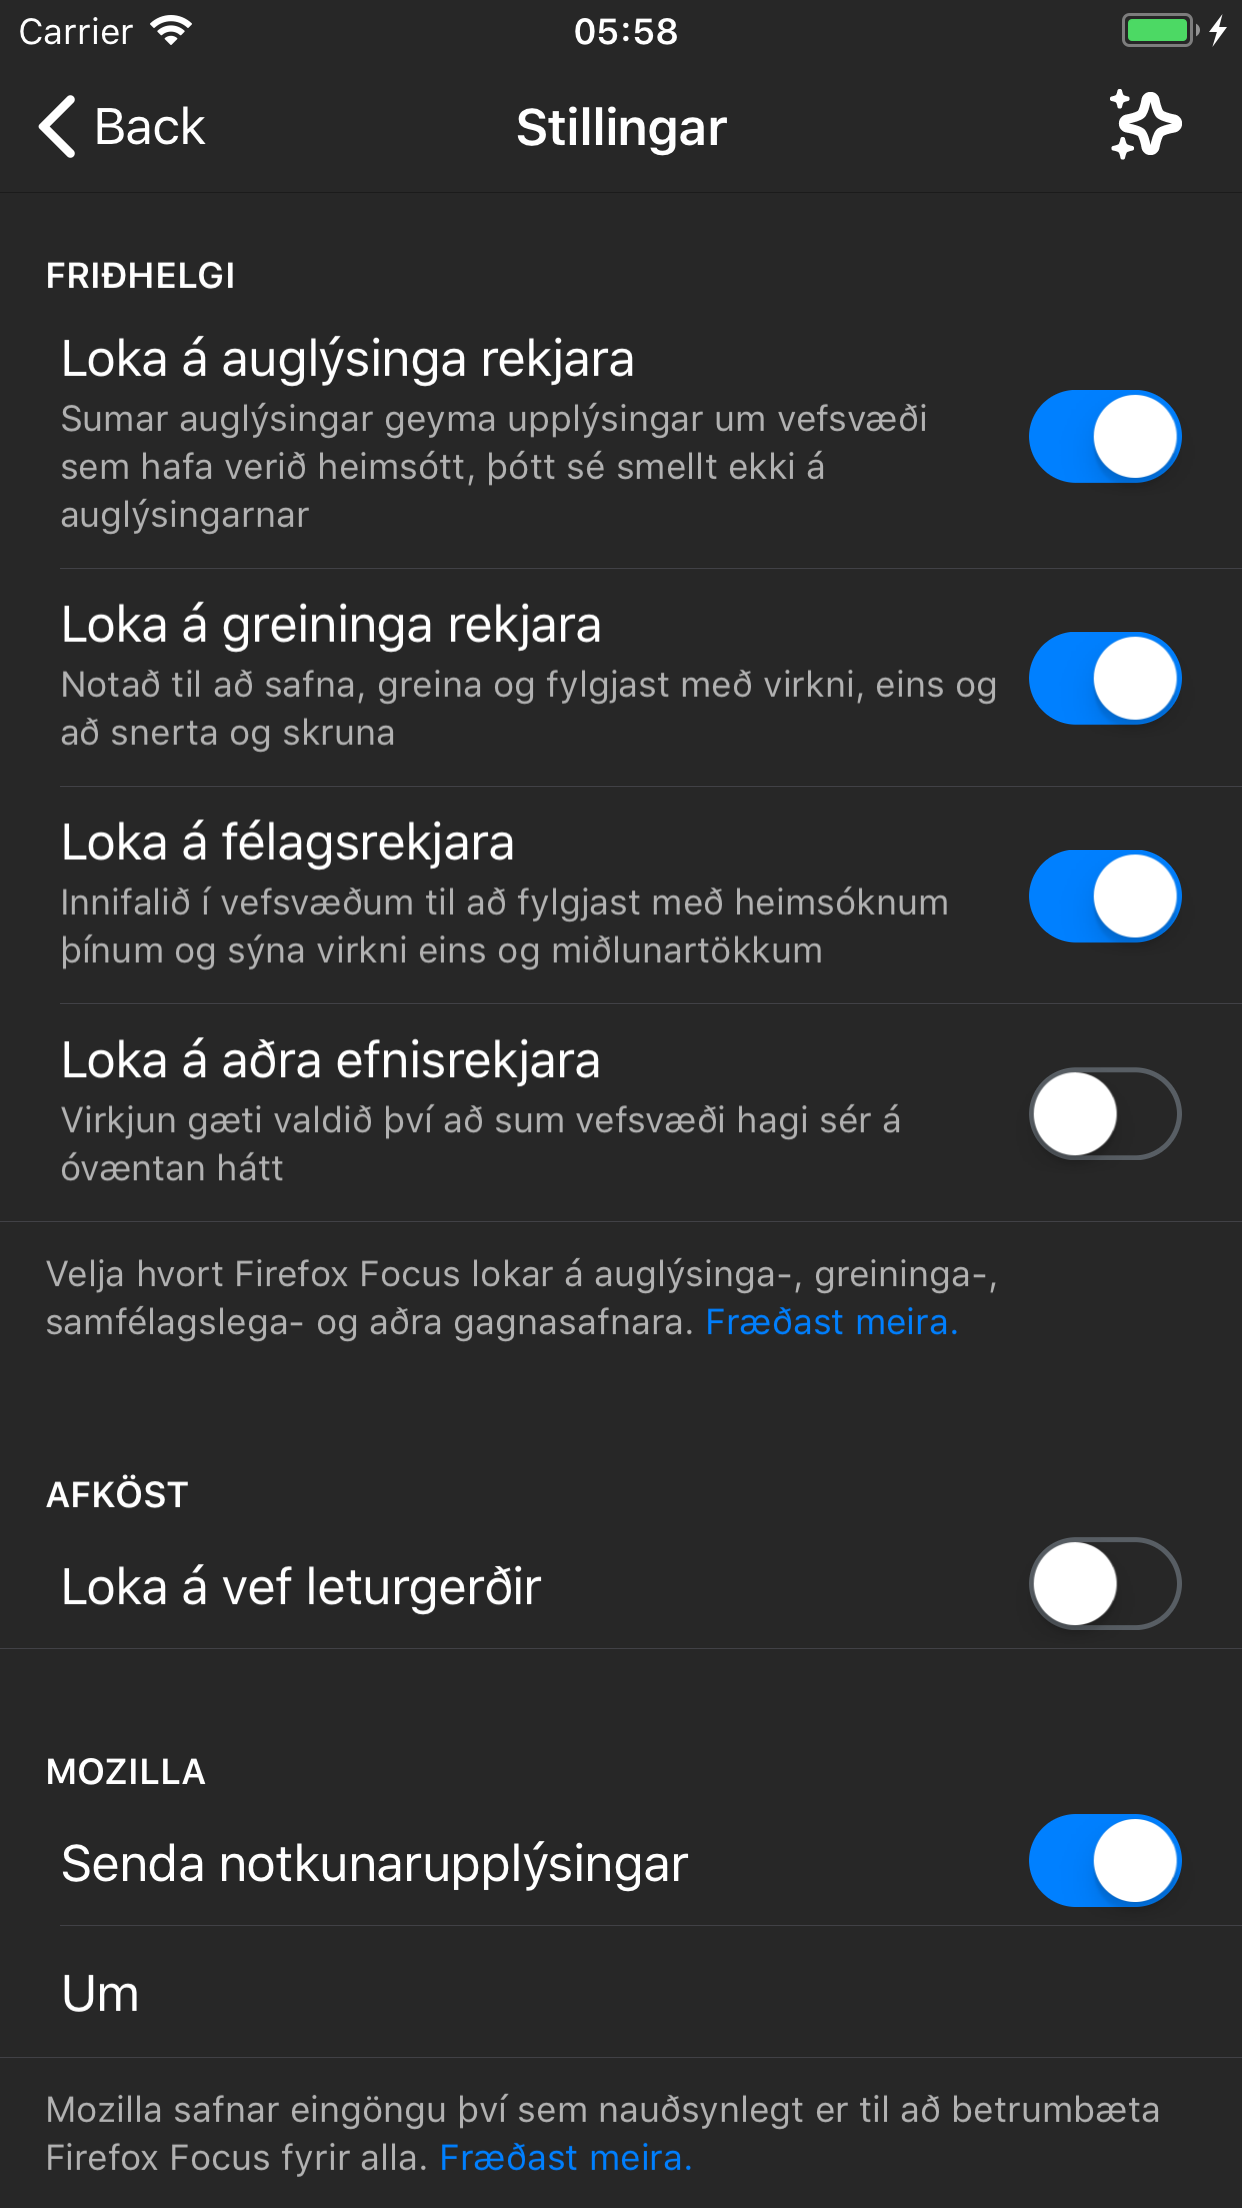 Carrier 05:58
Back Stillingar
FRIÐHELGI
Loka á auglýsinga rekjara
Sumar auglýsingar geyma upplýsingar um vefsvæði
sem hafa verið heimsótt, þótt sé smellt ekki á
auglýsingarnar
Loka á greininga rekjara
Notað til að safna, greina og fylgjast með virkni, eins og
að snerta og skruna
Loka á félagsrekjara
Innifalið í vefsvæðum til að fylgjast með heimsóknum
þínum og sýna virkni eins og miðlunartökkum
Loka á aðra efnisrekjara
Virkjun gæti valdið því að sum vefsvæði hagi sér á
óvæntan hátt
Velja hvort Firefox Focus lokar á auglýsinga-, greininga-,
samfélagslega- og aðra gagnasafnara. Fræðast meira.
AFKÖST
Loka á vef leturgerðir
MOZILLA
Senda notkunarupplýsingar
Um
Mozilla safnar eingöngu því sem nauðsynlegt er til að betrumbæta
Firefox Focus fyrir alla. Fræðast meira.